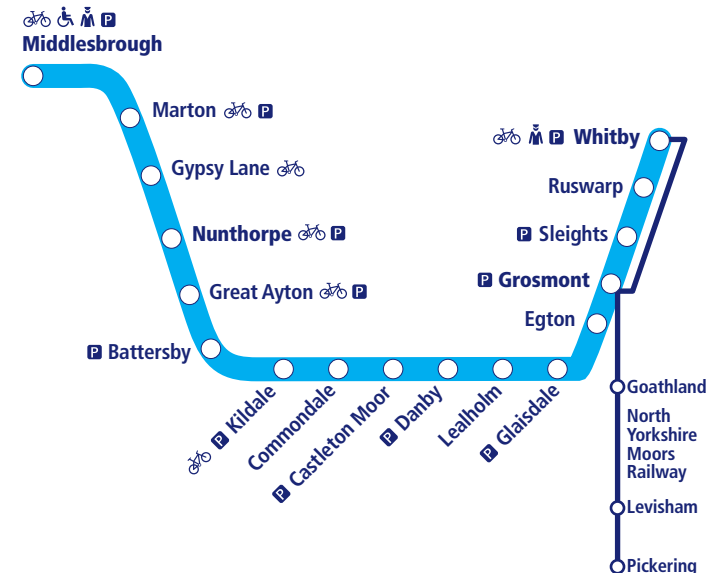 P
Middlesbrough
Marton P
Gypsy Lane
Nunthorpe P
Great Ayton P
P Battersby
P Kildale
Commondale
P Castleton Moor
P Danby
Lealholm
P Glaisdale
P Whitby
Ruswarp
P Sleights
P Grosmont
Egton
Goathland
North
Yorkshire
Moors
Railway
Levisham
Pickering